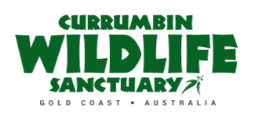 CURRUMBIN
WILDLIFE
SANCTUARY
GOLD COAST • AUSTRALIA